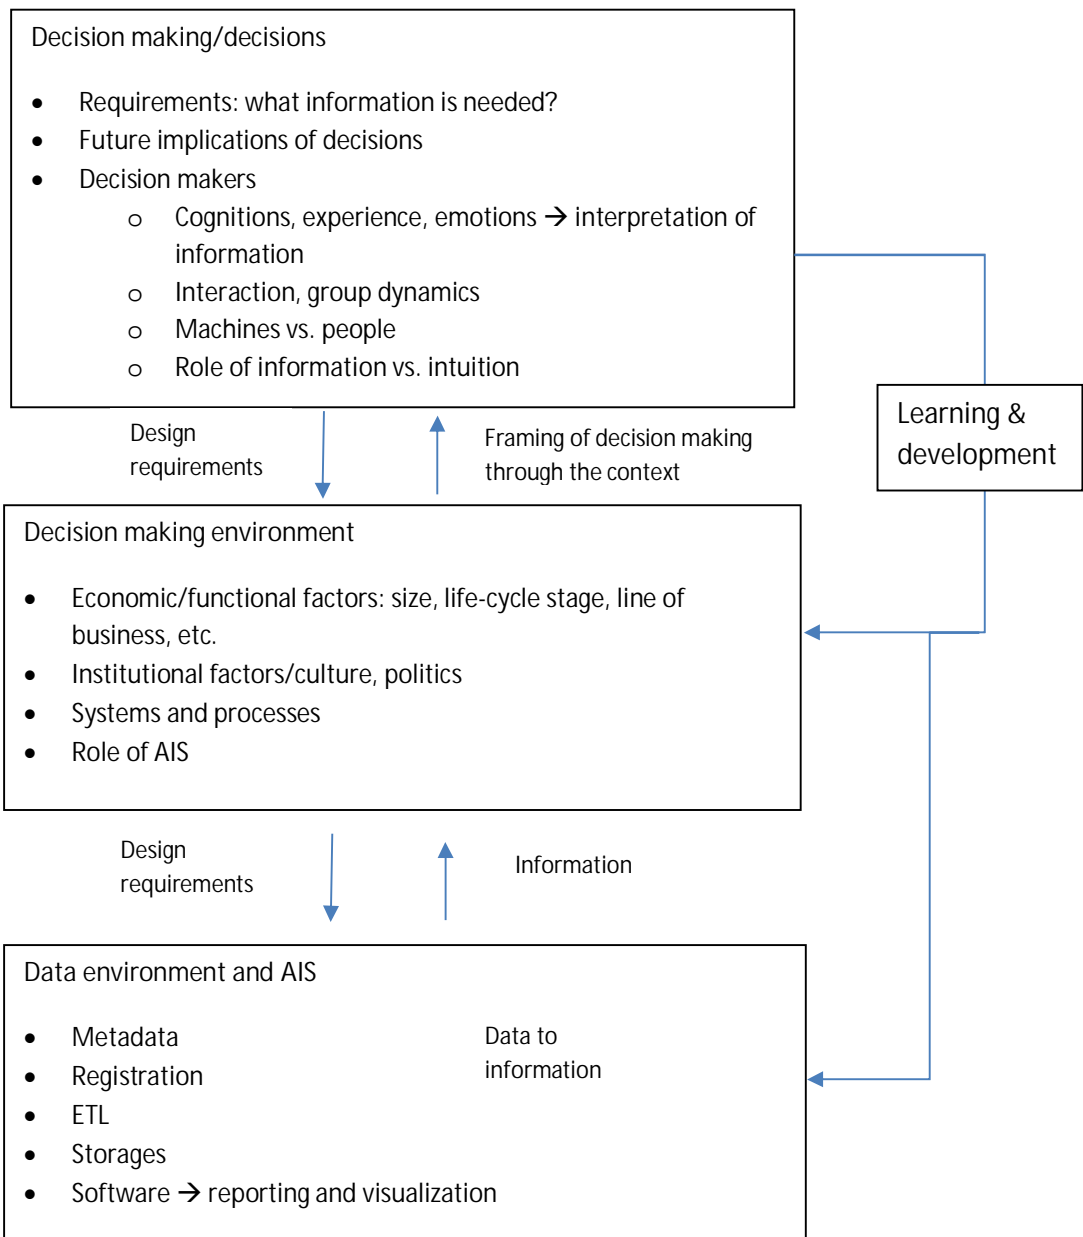 Decision making/decisions
• Requirements: what information is needed?
• Future implications of decisions
• Decision makers
o Cognitions, experience, emotions → interpretation of
information
o Interaction, group dynamics
o Machines vs. people
o Role of information vs. intuition
Learning &
development
Design
requirements
Framing of decision making
through the context
Decision making environment
• Economic/functional factors: size, life-cycle stage, line of
business, etc.
• Institutional factors/culture, politics
• Systems and processes
• Role of AIS
Design
requirements
Information
Data environment and AIS
• Metadata
• Registration
• ETL
• Storages
• Software → reporting and visualization
Data to
information